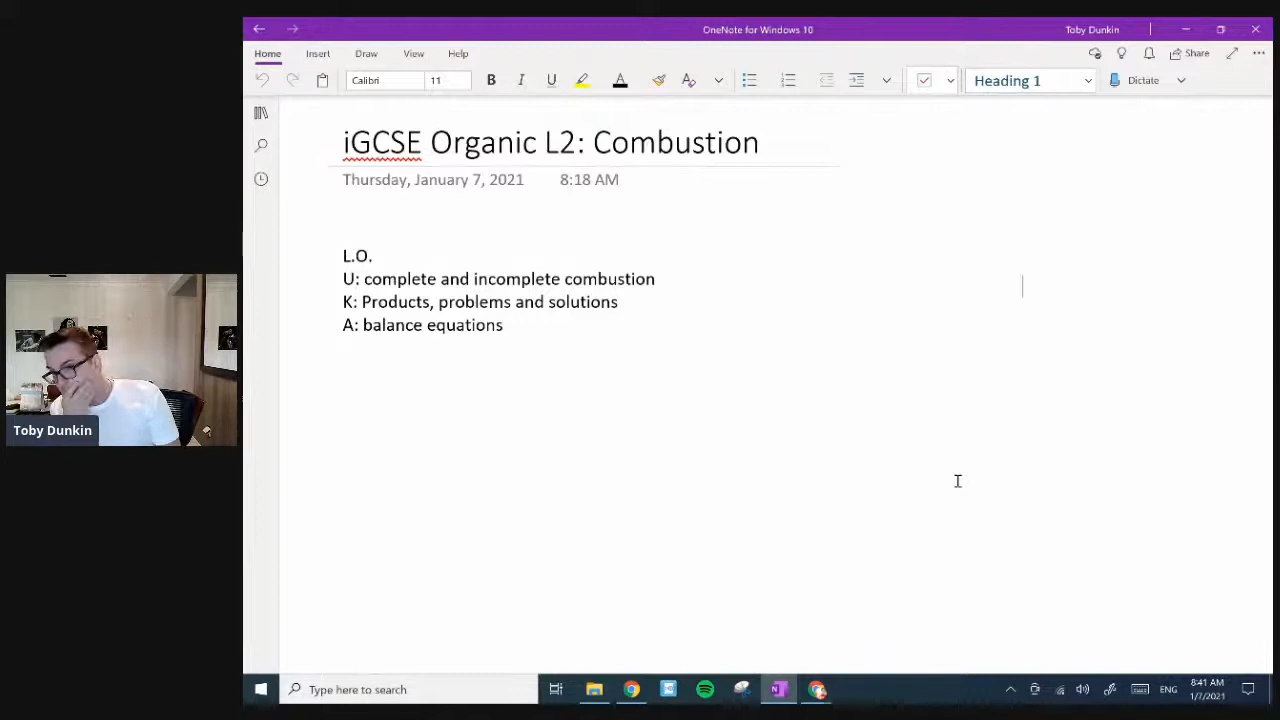 OneNote for Windows 10
Toby Dunkin
Home Insert Draw View Help
Share
Calibri 11 B I U A Heading 1 Dictate
iGCSE Organic L2: Combustion
Thursday, January 7, 2021 8:18 AM
L.O.
U: complete and incomplete combustion
K: Products, problems and solutions
A: balance equations
Toby Dunkin
Type here to search
ENG
8:41 AM
1/7/2021